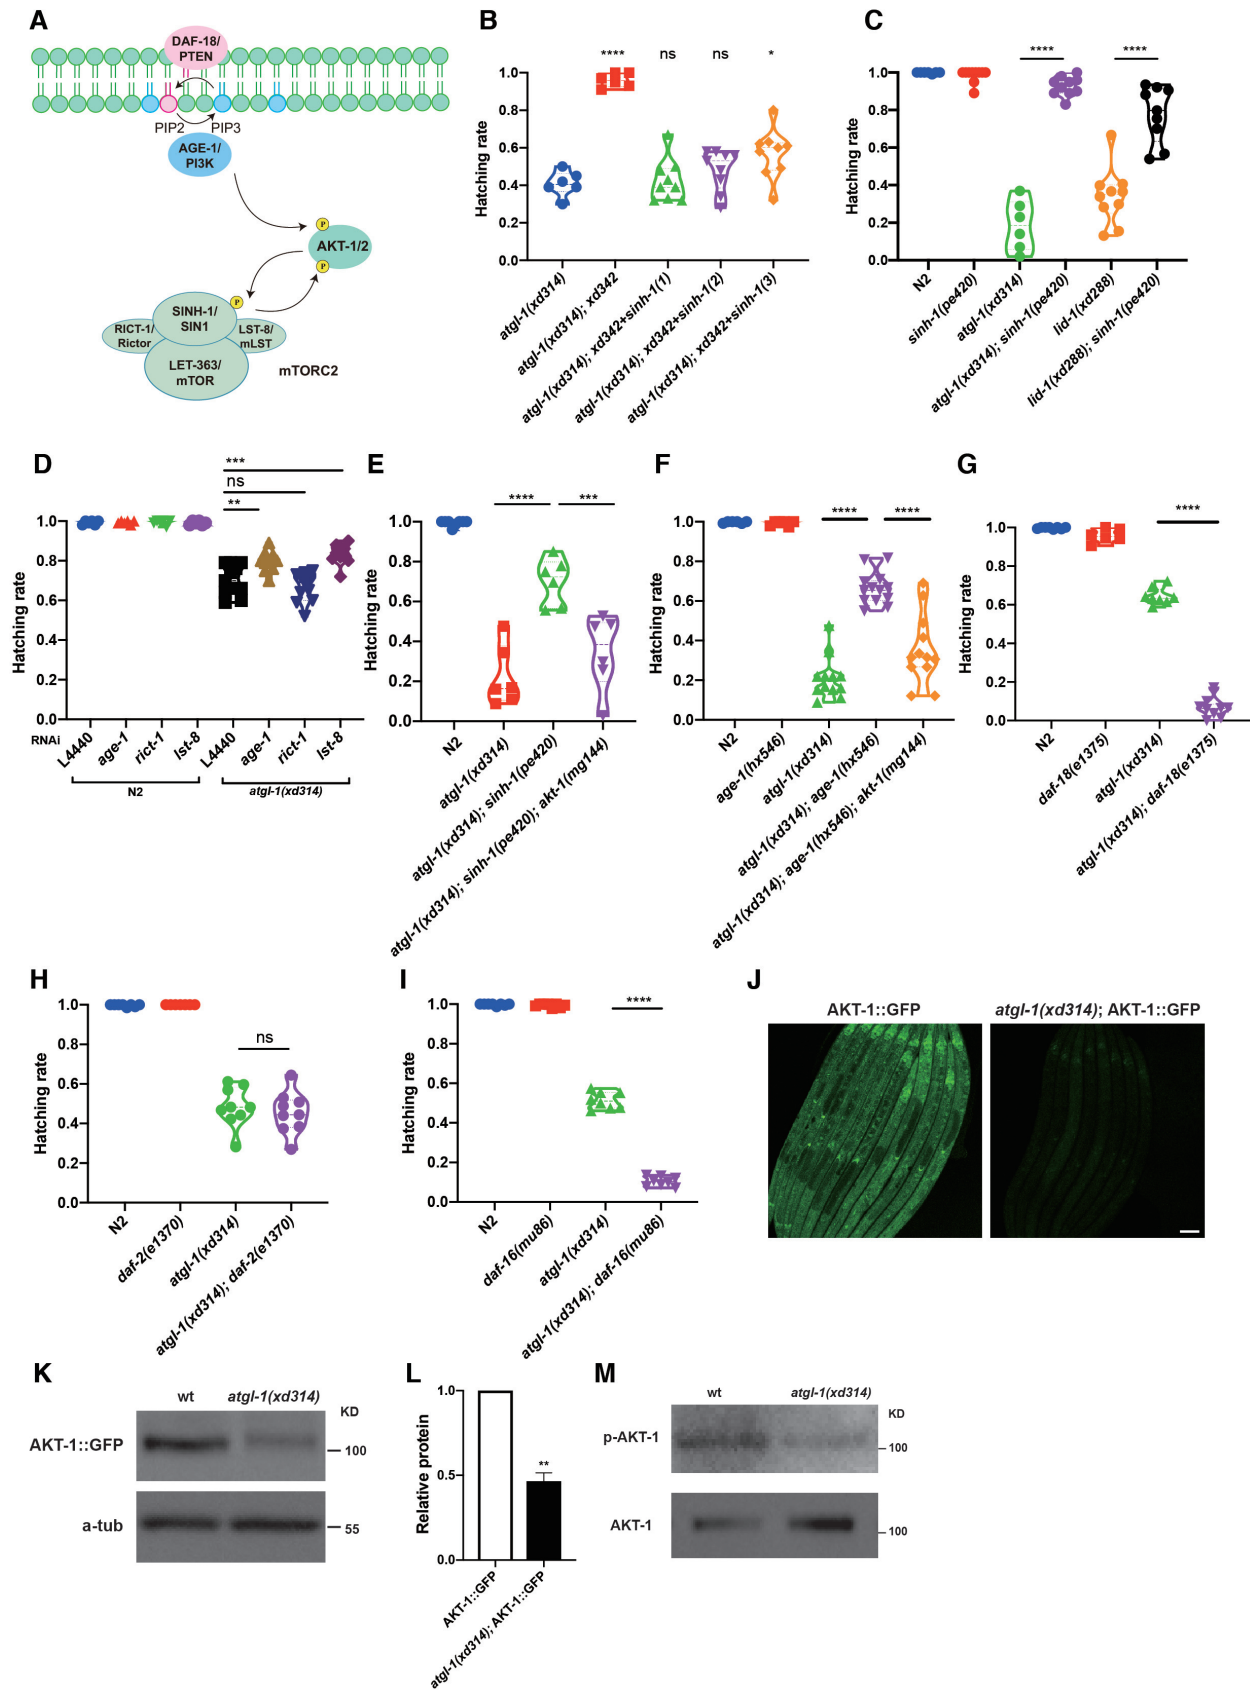 A
DAF-18/
PTEN
PIP2
PIP3
AGE-1/
PI3K
P
AKT-1/2
P
P
SINH-1/
SIN1
RICT-1/
Rictor
LST-8/
mLST
LET-363/
mTOR
mTORC2
B
Hatching rate
1.0
0.8
0.6
0.4
0.2
0.0
****
ns
ns
*
atgl-1(xd314)
atgl-1(xd314); xd342
atgl-1(xd314); xd342+sinh-1(1)
atgl-1(xd314); xd342+sinh-1(2)
atgl-1(xd314); xd342+sinh-1(3)
C
Hatching rate
1.0
0.8
0.6
0.4
0.2
0.0
****
****
N2
sinh-1(pe420)
atgl-1(xd314)
atgl-1(xd314); sinh-1(pe420)
lid-1(xd288)
lid-1(xd288); sinh-1(pe420)
D
Hatching rate
1.0
0.8
0.6
0.4
0.2
0.0
***
ns
**
RNAi
L4440
age-1
rict-1
lst-8
L4440
age-1
rict-1
lst-8
N2
atgl-1(xd314)
E
Hatching rate
1.0
0.8
0.6
0.4
0.2
0.0
****
***
N2
atgl-1(xd314)
atgl-1(xd314); sinh-1(pe420)
atgl-1(xd314); sinh-1(pe420); akt-1(mg144)
F
Hatching rate
1.0
0.8
0.6
0.4
0.2
0.0
****
****
N2
age-1(hx546)
atgl-1(xd314)
atgl-1(xd314); age-1(hx546)
atgl-1(xd314); age-1(hx546); akt-1(mg144)
G
Hatching rate
1.0
0.8
0.6
0.4
0.2
0.0
****
N2
daf-18(e1375)
atgl-1(xd314)
atgl-1(xd314); daf-18(e1375)
H
Hatching rate
1.0
0.8
0.6
0.4
0.2
0.0
ns
N2
daf-2(e1370)
atgl-1(xd314)
atgl-1(xd314); daf-2(e1370)
I
Hatching rate
1.0
0.8
0.6
0.4
0.2
0.0
****
N2
daf-16(mu86)
atgl-1(xd314)
atgl-1(xd314); daf-16(mu86)
J
AKT-1::GFP
atgl-1(xd314); AKT-1::GFP
K
wt
atgl-1(xd314)
KD
AKT-1::GFP
100
a-tub
55
L
Relative protein
1.0
0.5
0.0
**
AKT-1::GFP
atgl-1(xd314); AKT-1::GFP
M
wt
atgl-1(xd314)
KD
p-AKT-1
100
AKT-1
100